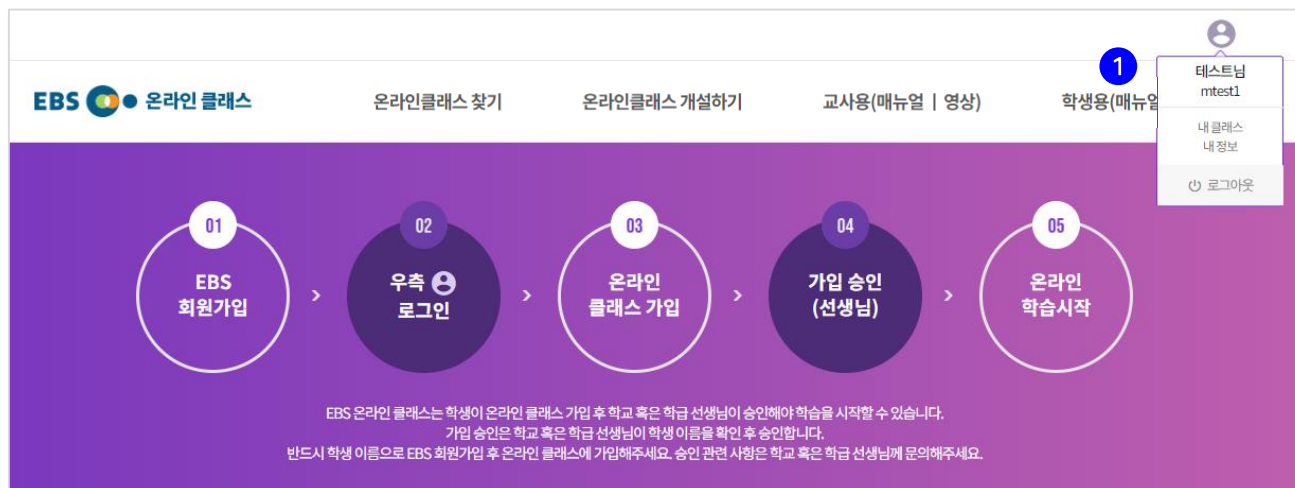 1
테스트님
mtest1
내 클래스
내 정보
로그아웃
EBS 온라인 클래스
온라인클래스 찾기
온라인클래스 개설하기
교사용(매뉴얼 | 영상)
학생용(매뉴얼
01
EBS
회원가입
02
우측
로그인
03
온라인
클래스 가입
04
가입 승인
(선생님)
05
온라인
학습시작
EBS 온라인 클래스는 학생이 온라인 클래스 가입 후 학교 혹은 학급 선생님이 승인해야 학습을 시작할 수 있습니다.
가입 승인은 학교 혹은 학급 선생님이 학생 이름을 확인 후 승인합니다.
반드시 학생 이름으로 EBS 회원가입 후 온라인 클래스에 가입해주세요. 승인 관련 사항은 학교 혹은 학급 선생님께 문의해주세요.